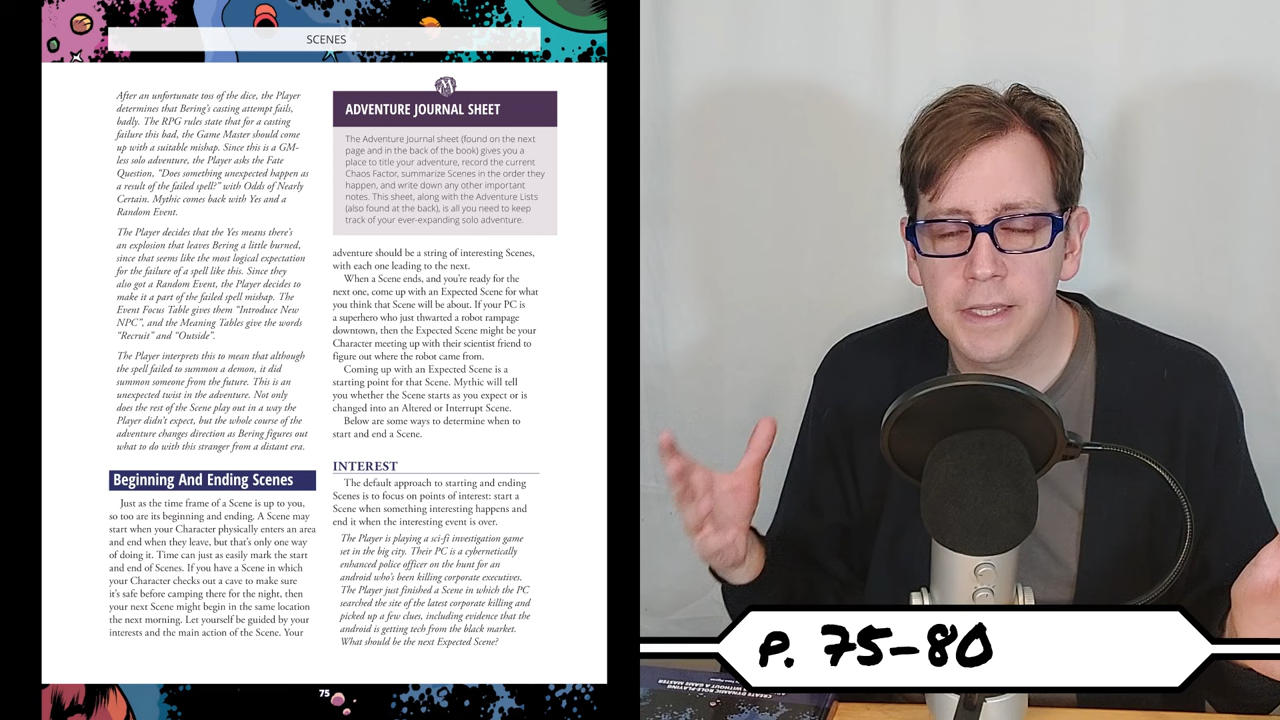 SCENES
After an unfortunate toss of the dice, the Player
determines that Bering's casting attempt fails,
badly. The RPG rules state that for a casting
failure this bad, the Game Master should come
up with a suitable mishap. Since this is a GM-
less solo adventure, the Player asks the Fate
Question, "Does something unexpected happen as
a result of the failed spell?" with Odds of Nearly
Certain. Mythic comes back with Yes and a
Random Event.
The Player decides that the Yes means there's
an explosion that leaves Bering a little burned,
since that seems like the most logical expectation
for the failure of a spell like this. Since they
also got a Random Event, the Player decides to
make it a part of the failed spell mishap. The
Event Focus Table gives them "Introduce New
NPC", and the Meaning Tables give the words
"Recruit" and "Outside".
The Player interprets this to mean that although
the spell failed to summon a demon, it did
summon someone from the future. This is an
unexpected twist in the adventure. Not only
does the rest of the Scene play out in a way the
Player didn't expect, but the whole course of the
adventure changes direction as Bering figures out
what to do with this stranger from a distant era.
Beginning And Ending Scenes
Just as the time frame of a Scene is up to you,
so too are its beginning and ending. A Scene may
start when your Character physically enters an area
and end when they leave, but that's only one way
of doing it. Time can just as easily mark the start
and end of Scenes. If you have a Scene in which
your Character checks out a cave to make sure
it's safe before camping there for the night, then
your next Scene might begin in the same location
the next morning. Let yourself be guided by your
interests and the main action of the Scene. Your
ADVENTURE JOURNAL SHEET
The Adventure Journal sheet (found on the next
page and in the back of the book) gives you a
place to title your adventure, record the current
Chaos Factor, summarize Scenes in the order they
happen, and write down any other important
notes. This sheet, along with the Adventure Lists
(also found at the back), is all you need to keep
track of your ever-expanding solo adventure.
adventure should be a string of interesting Scenes,
with each one leading to the next.
When a Scene ends, and you're ready for the
next one, come up with an Expected Scene for what
you think that Scene will be about. If your PC is
a superhero who just thwarted a robot rampage
downtown, then the Expected Scene might be your
Character meeting up with their scientist friend to
figure out where the robot came from.
Coming up with an Expected Scene is a
starting point for that Scene. Mythic will tell
you whether the Scene starts as you expect or is
changed into an Altered or Interrupt Scene.
Below are some ways to determine when to
start and end a Scene.
INTEREST
The default approach to starting and ending
Scenes is to focus on points of interest: start a
Scene when something interesting happens and
end it when the interesting event is over.
The Player is playing a sci-fi investigation game
set in the big city. Their PC is a cybernetically
enhanced police officer on the hunt for an
android who's been killing corporate executives.
The Player just finished a Scene in which the PC
searched the site of the latest corporate killing and
picked up a few clues, including evidence that the
android is getting tech from the black market.
What should be the next Expected Scene?
75
P. 75-80